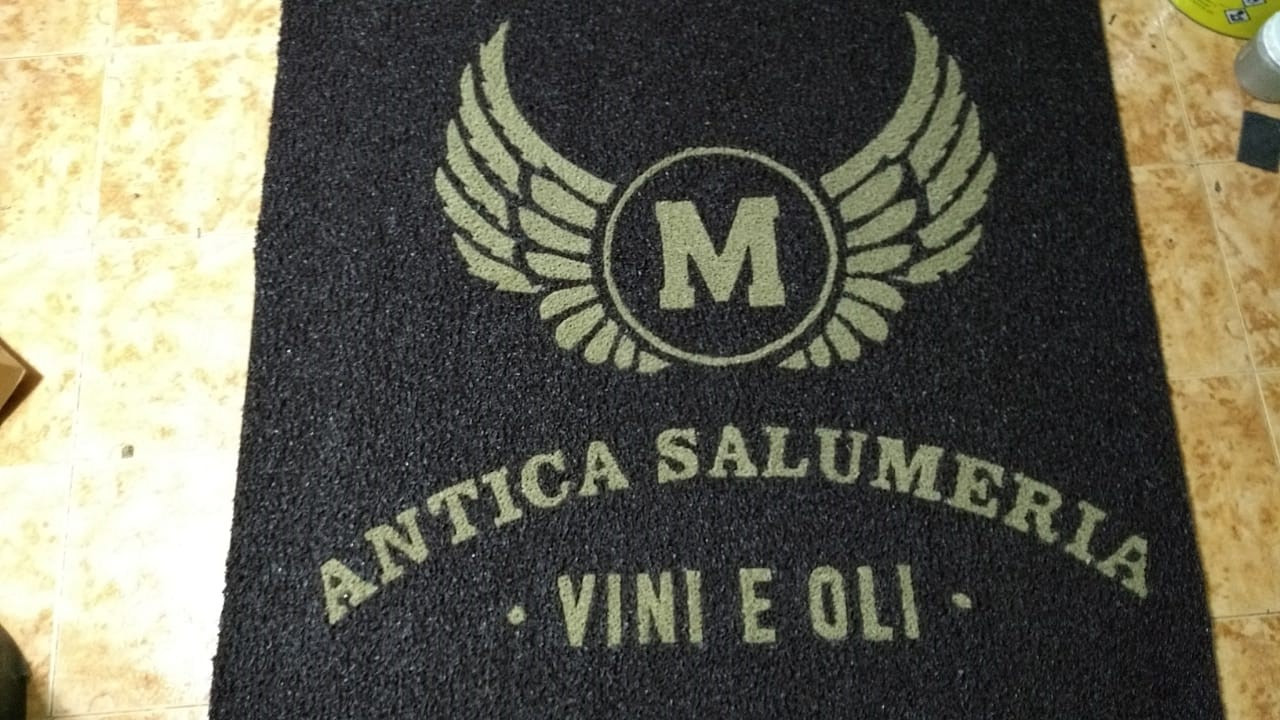 M
ANTICA SALUMERIA
· VINI E OLI ·